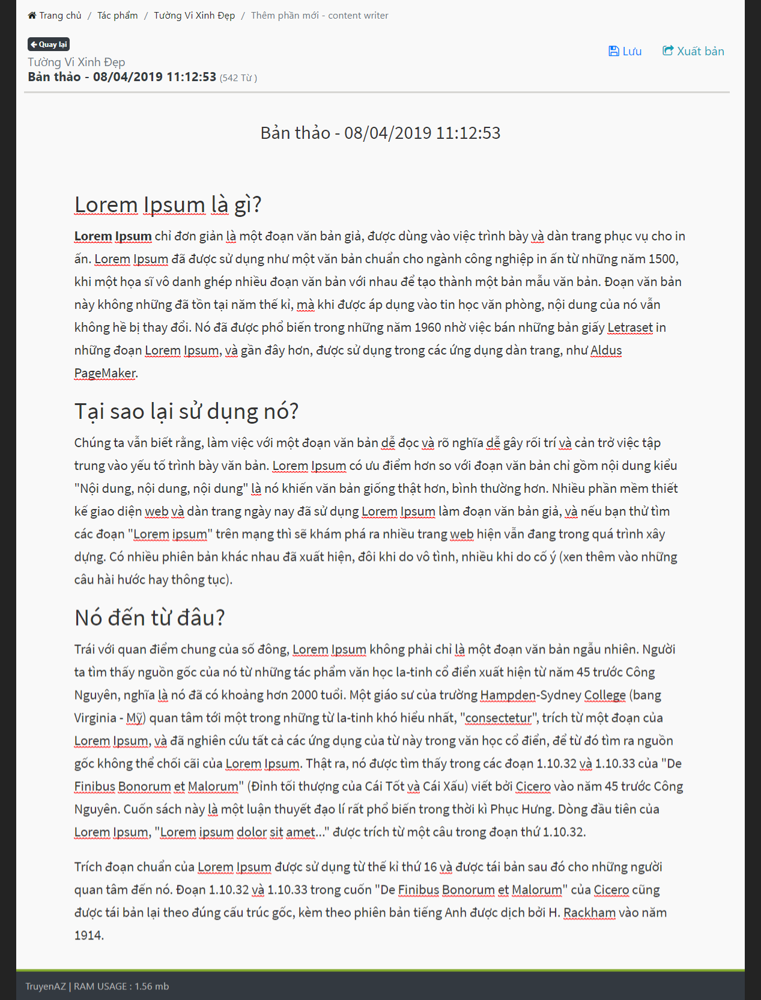 Trang chủ / Tác phẩm / Tường Vi Xinh Đẹp / Thêm phần mới - content writer
Quay lại
Tường Vi Xinh Đẹp
Bản thảo - 08/04/2019 11:12:53 (542 Từ )
Lưu Xuất bản
Bản thảo - 08/04/2019 11:12:53
Lorem Ipsum là gì?
Lorem Ipsum chỉ đơn giản là một đoạn văn bản giả, được dùng vào việc trình bày và dàn trang phục vụ cho in
ấn. Lorem Ipsum đã được sử dụng như một văn bản chuẩn cho ngành công nghiệp in ấn từ những năm 1500,
khi một họa sĩ vô danh ghép nhiều đoạn văn bản với nhau để tạo thành một bản mẫu văn bản. Đoạn văn bản
này không những đã tồn tại năm thế kỉ, mà khi được áp dụng vào tin học văn phòng, nội dung của nó vẫn
không hề bị thay đổi. Nó đã được phổ biến trong những năm 1960 nhờ việc bán những bản giấy Letraset in
những đoạn Lorem Ipsum, và gần đây hơn, được sử dụng trong các ứng dụng dàn trang, như Aldus
PageMaker.
Tại sao lại sử dụng nó?
Chúng ta vẫn biết rằng, làm việc với một đoạn văn bản dễ đọc và rõ nghĩa dễ gây rối trí và cản trở việc tập
trung vào yếu tố trình bày văn bản. Lorem Ipsum có ưu điểm hơn so với đoạn văn bản chỉ gồm nội dung kiểu
"Nội dung, nội dung, nội dung" là nó khiến văn bản giống thật hơn, bình thường hơn. Nhiều phần mềm thiết
kế giao diện web và dàn trang ngày nay đã sử dụng Lorem Ipsum làm đoạn văn bản giả, và nếu bạn thử tìm
các đoạn "Lorem ipsum" trên mạng thì sẽ khám phá ra nhiều trang web hiện vẫn đang trong quá trình xây
dựng. Có nhiều phiên bản khác nhau đã xuất hiện, đôi khi do vô tình, nhiều khi do cố ý (xen thêm vào những
câu hài hước hay thông tục).
Nó đến từ đâu?
Trái với quan điểm chung của số đông, Lorem Ipsum không phải chỉ là một đoạn văn bản ngẫu nhiên. Người
ta tìm thấy nguồn gốc của nó từ những tác phẩm văn học la-tinh cổ điển xuất hiện từ năm 45 trước Công
Nguyên, nghĩa là nó đã có khoảng hơn 2000 tuổi. Một giáo sư của trường Hampden-Sydney College (bang
Virginia - Mỹ) quan tâm tới một trong những từ la-tinh khó hiểu nhất, "consectetur", trích từ một đoạn của
Lorem Ipsum, và đã nghiên cứu tất cả các ứng dụng của từ này trong văn học cổ điển, để từ đó tìm ra nguồn
gốc không thể chối cãi của Lorem Ipsum. Thật ra, nó được tìm thấy trong các đoạn 1.10.32 và 1.10.33 của "De
Finibus Bonorum et Malorum" (Đỉnh tối thượng của Cái Tốt và Cái Xấu) viết bởi Cicero vào năm 45 trước Công
Nguyên. Cuốn sách này là một luận thuyết đạo lí rất phổ biến trong thời kì Phục Hưng. Dòng đầu tiên của
Lorem Ipsum, "Lorem ipsum dolor sit amet..." được trích từ một câu trong đoạn thứ 1.10.32.
Trích đoạn chuẩn của Lorem Ipsum được sử dụng từ thế kỉ thứ 16 và được tái bản sau đó cho những người
quan tâm đến nó. Đoạn 1.10.32 và 1.10.33 trong cuốn "De Finibus Bonorum et Malorum" của Cicero cũng
được tái bản lại theo đúng cấu trúc gốc, kèm theo phiên bản tiếng Anh được dịch bởi H. Rackham vào năm
1914.
TruyenAZ | RAM USAGE : 1.56 mb